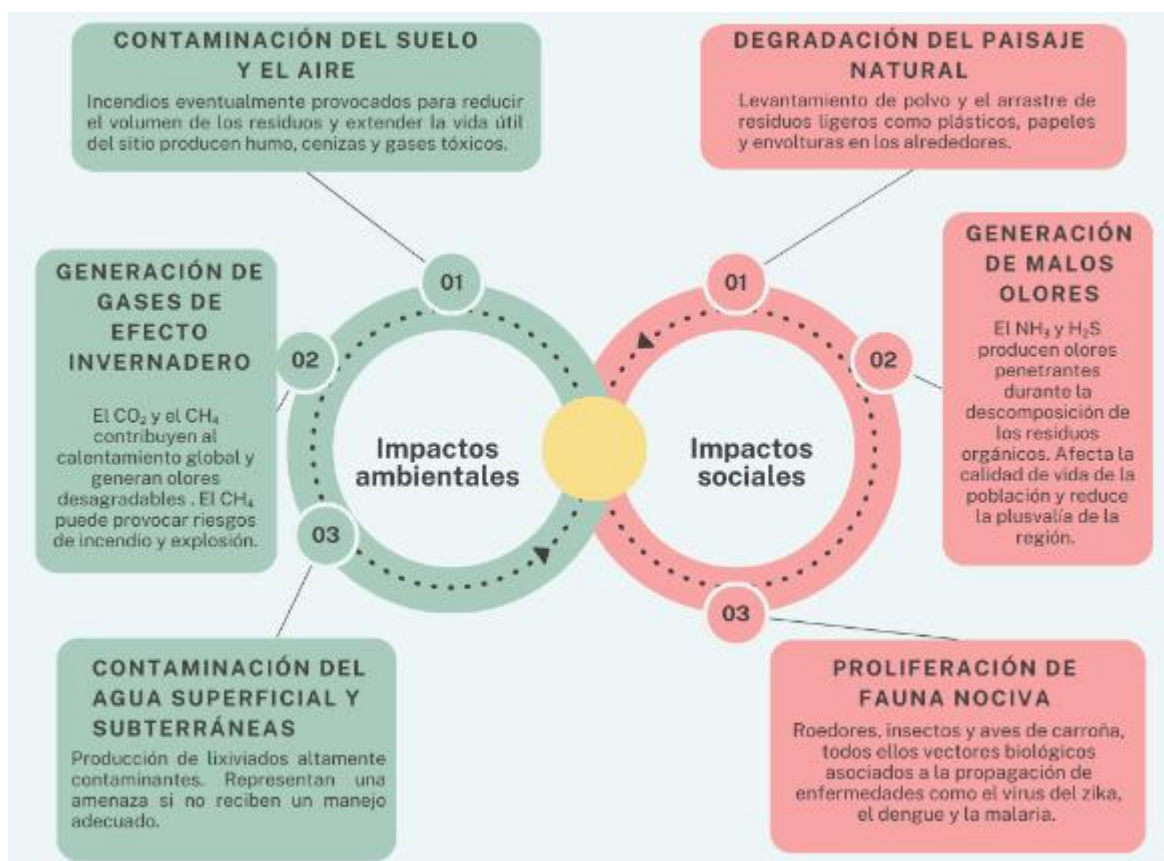 CONTAMINACIÓN DEL SUELO
Y EL AIRE
Incendios eventualmente provocados para reducir
el volumen de los residuos y extender la vida útil
del sitio producen humo, cenizas y gases tóxicos.
DEGRADACIÓN DEL PAISAJE
NATURAL
Levantamiento de polvo y el arrastre de
residuos ligeros como plásticos, papeles
y envolturas en los alrededores.
GENERACIÓN DE
GASES DE
EFECTO
INVERNADERO
El CO₂ y el CH₄
contribuyen al
calentamiento global y
generan olores
desagradables . El CH₄
puede provocar riesgos
de incendio y explosión.
01
02
03
Impactos
ambientales
01
02
03
Impactos
sociales
GENERACIÓN
DE MALOS
OLORES
El NH₃ y H₂S
producen olores
penetrantes
durante la
descomposición de
los residuos
orgánicos. Afecta la
calidad de vida de la
población y reduce
la plusvalía de la
región.
CONTAMINACIÓN DEL
AGUA SUPERFICIAL Y
SUBTERRÁNEAS
Producción de lixiviados altamente
contaminantes. Representan una
amenaza si no reciben un manejo
adecuado.
PROLIFERACIÓN DE
FAUNA NOCIVA
Roedores, insectos y aves de carroña,
todos ellos vectores biológicos
asociados a la propagación de
enfermedades como el virus del zika,
el dengue y la malaria.